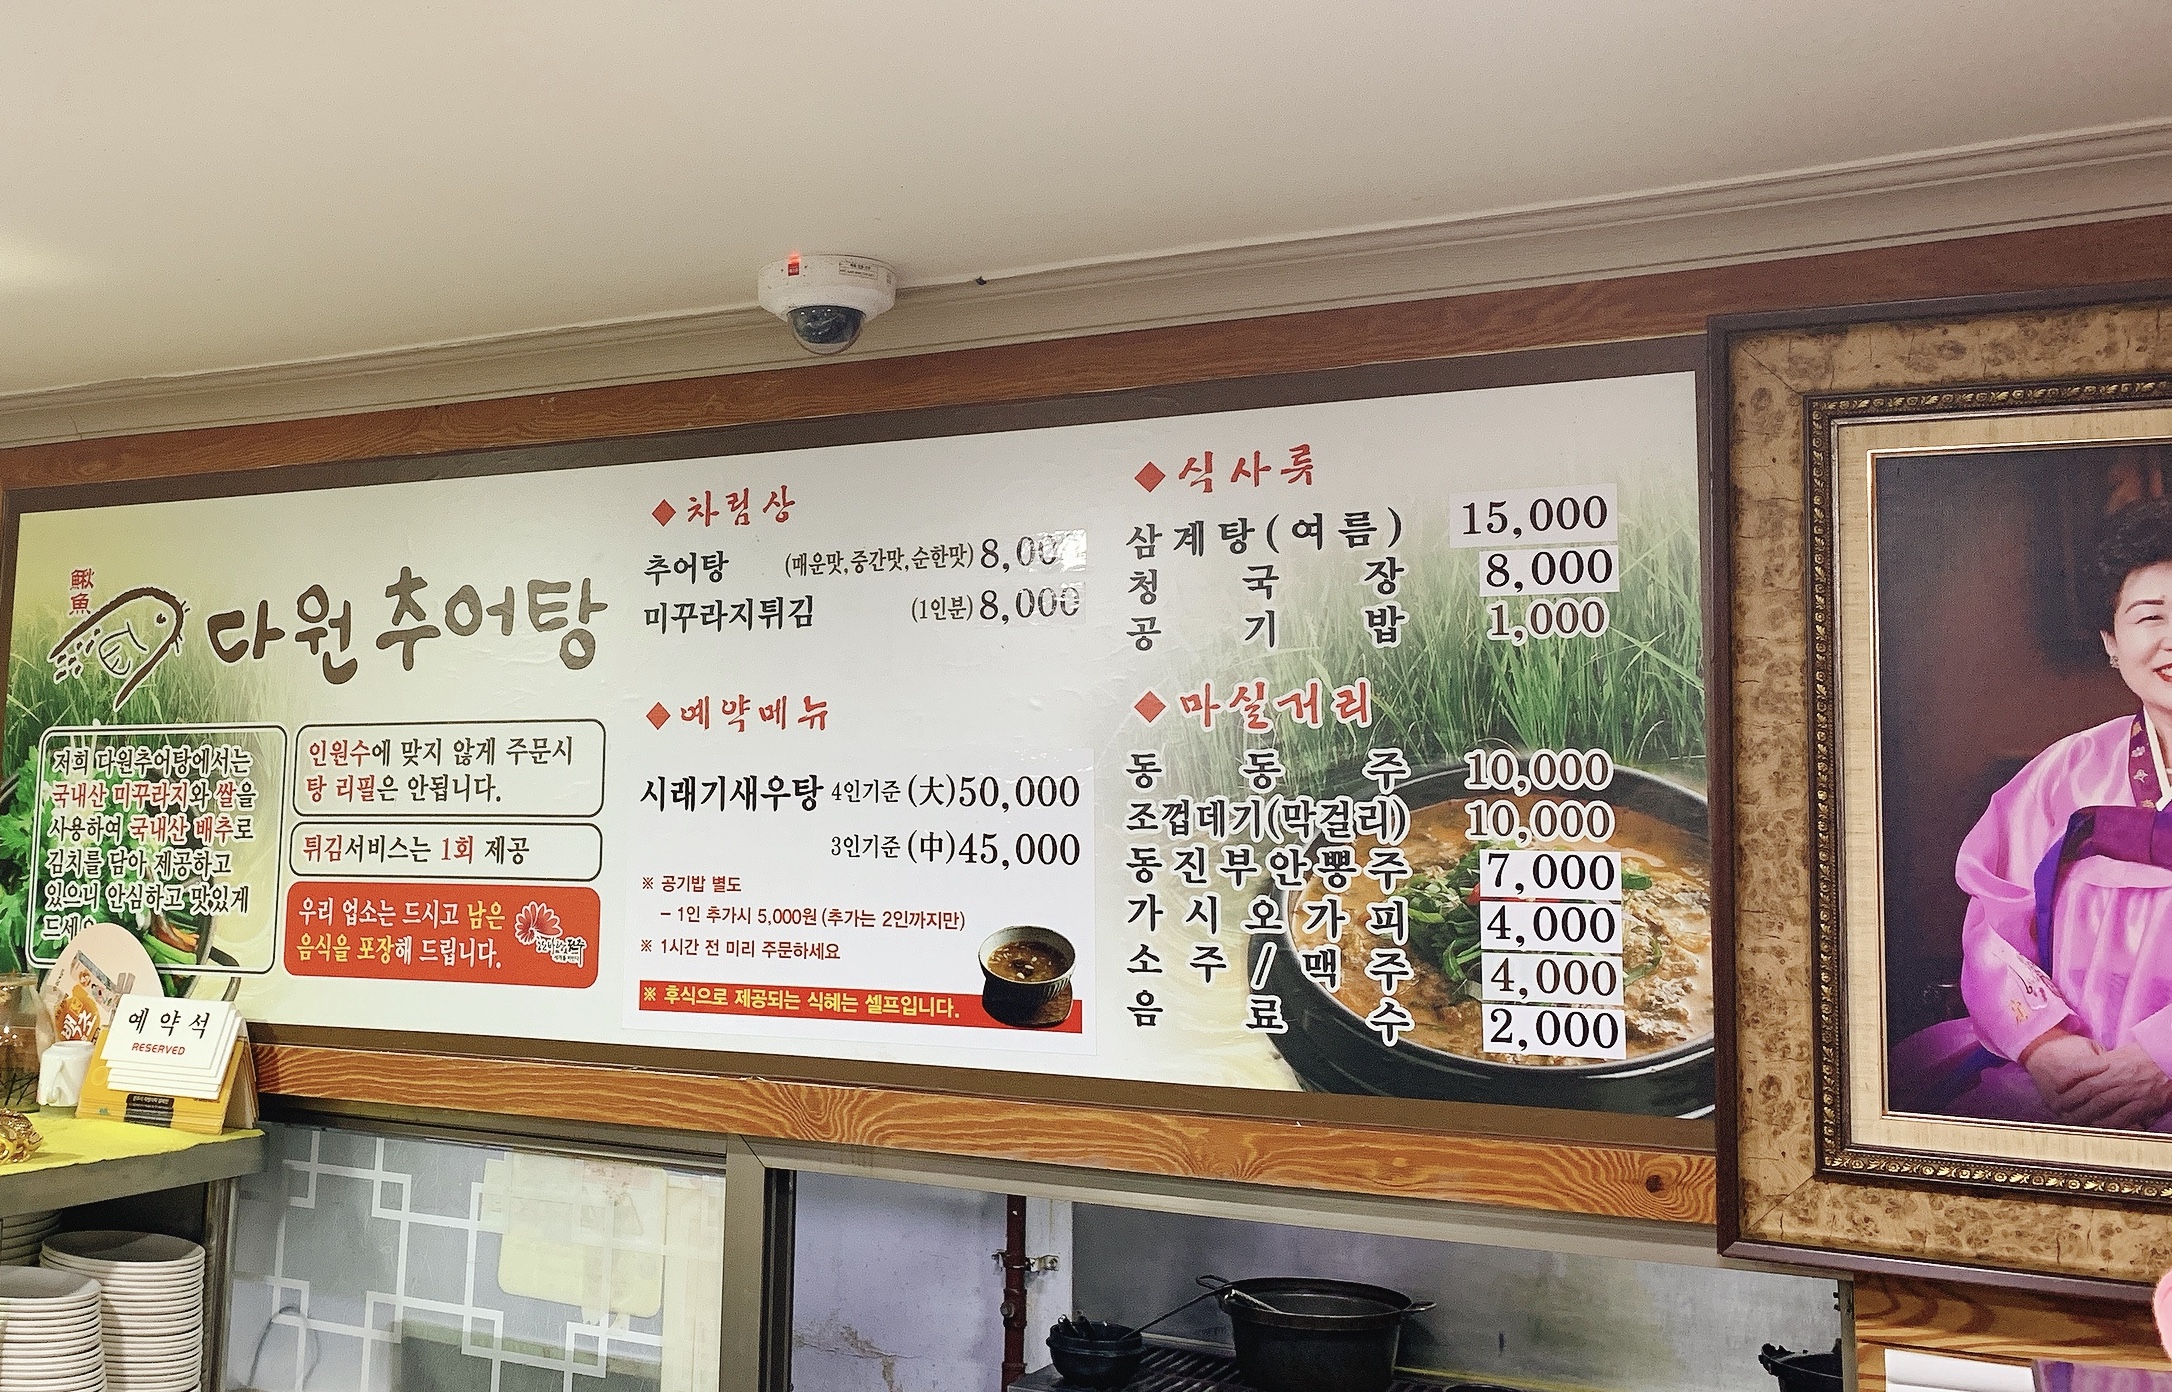 鰍
魚
다원 추어탕
저희 다원추어탕에서는
국내산 미꾸라지와 쌀을
사용하여 국내산 배추로
김치를 담아 제공하고
있으니 안심하고 맛있게
드세요
인원수에 맞지 않게 주문시
탕 리필은 안됩니다.
튀김서비스는 1회 제공
우리 업소는 드시고 남은
음식을 포장해 드립니다.
예약석
RESERVED
◆차림상
추어탕 (매운맛,중간맛,순한맛) 8,000
미꾸라지튀김 (1인분) 8,000
◆예약메뉴
시래기새우탕 4인기준 (大)50,000
3인기준 (中)45,000
※ 공기밥 별도
- 1인 추가시 5,000원 (추가는 2인까지만)
※ 1시간 전 미리 주문하세요
※ 후식으로 제공되는 식혜는 셀프입니다.
◆식사류
삼계탕(여름) 15,000
청국장 8,000
공기밥 1,000
◆마실거리
동동주 10,000
조껍데기(막걸리) 10,000
동진부안뽕주 7,000
가시오가피 4,000
소주/맥주 4,000
음료수 2,000